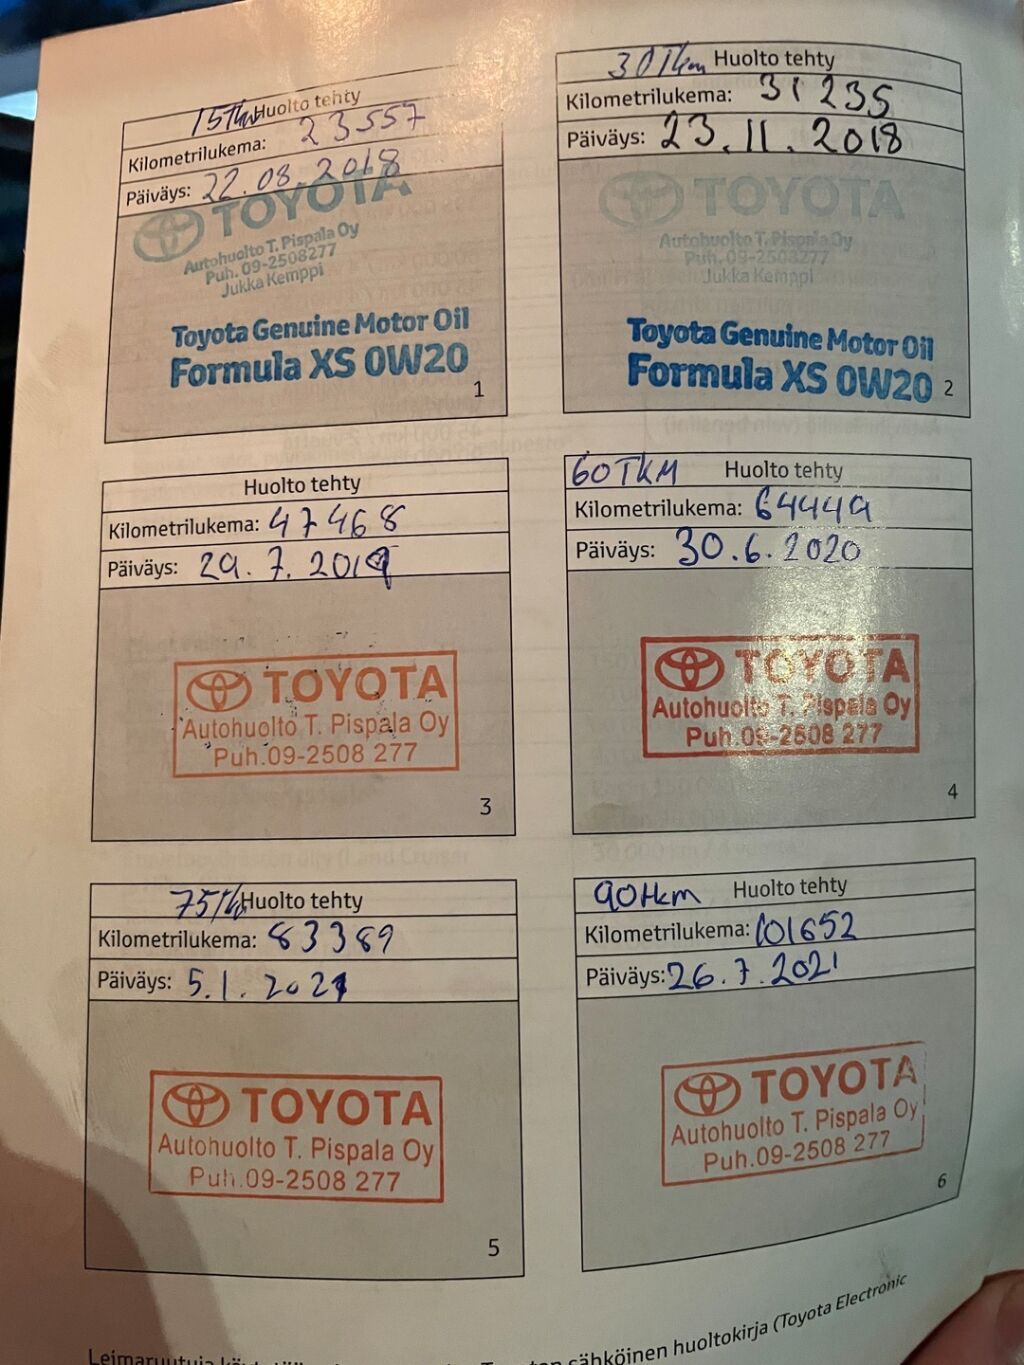 15Tkm Huolto tehty
Kilometrilukema: 23557
Päiväys: 22.08.2018
TOYOTA
Autohuolto T. Pispala Oy
Puh. 09-2508277
Jukka Kemppi
Toyota Genuine Motor Oil
Formula XS 0W20
1
30Tkm Huolto tehty
Kilometrilukema: 31235
Päiväys: 23.11.2018
TOYOTA
Autohuolto T. Pispala Oy
Puh. 09-2508277
Jukka Kemppi
Toyota Genuine Motor Oil
Formula XS 0W20
2
Huolto tehty
Kilometrilukema: 47468
Päiväys: 29.7.2019
TOYOTA
Autohuolto T. Pispala Oy
Puh.09-2508 277
3
60TKM Huolto tehty
Kilometrilukema: 64449
Päiväys: 30.6.2020
TOYOTA
Autohuolto T. Pispala Oy
Puh.09-2508 277
4
75Tkm Huolto tehty
Kilometrilukema: 83389
Päiväys: 5.1.2021
TOYOTA
Autohuolto T. Pispala Oy
Puh.09-2508 277
5
90tkm Huolto tehty
Kilometrilukema: 101652
Päiväys: 26.7.2021
TOYOTA
Autohuolto T. Pispala Oy
Puh.09-2508 277
6
sähköinen huoltokirja (Toyota Electronic